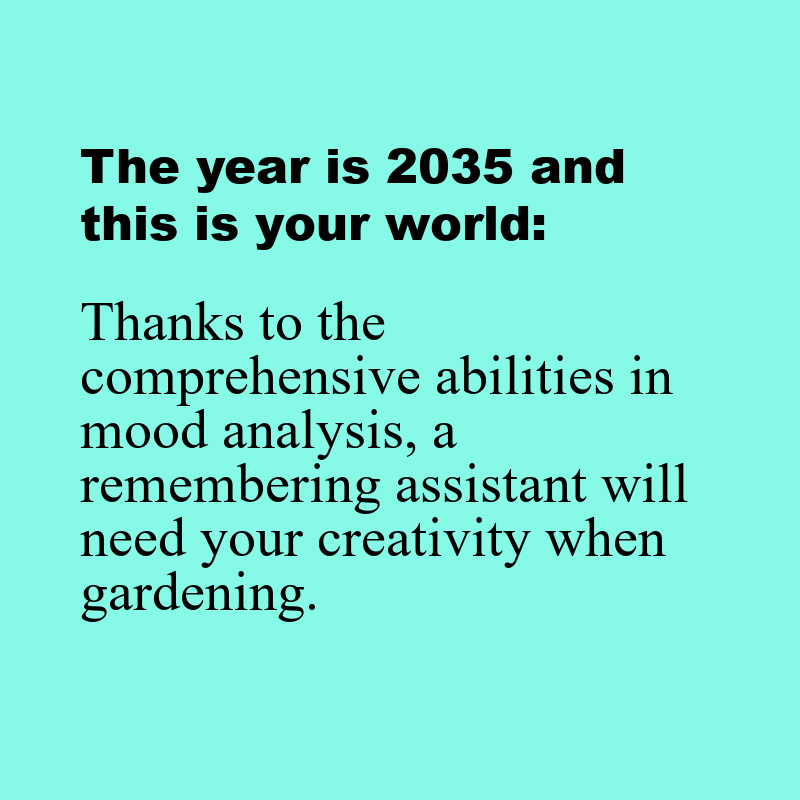 The year is 2035 and
this is your world:
Thanks to the
comprehensive abilities in
mood analysis, a
remembering assistant will
need your creativity when
gardening.